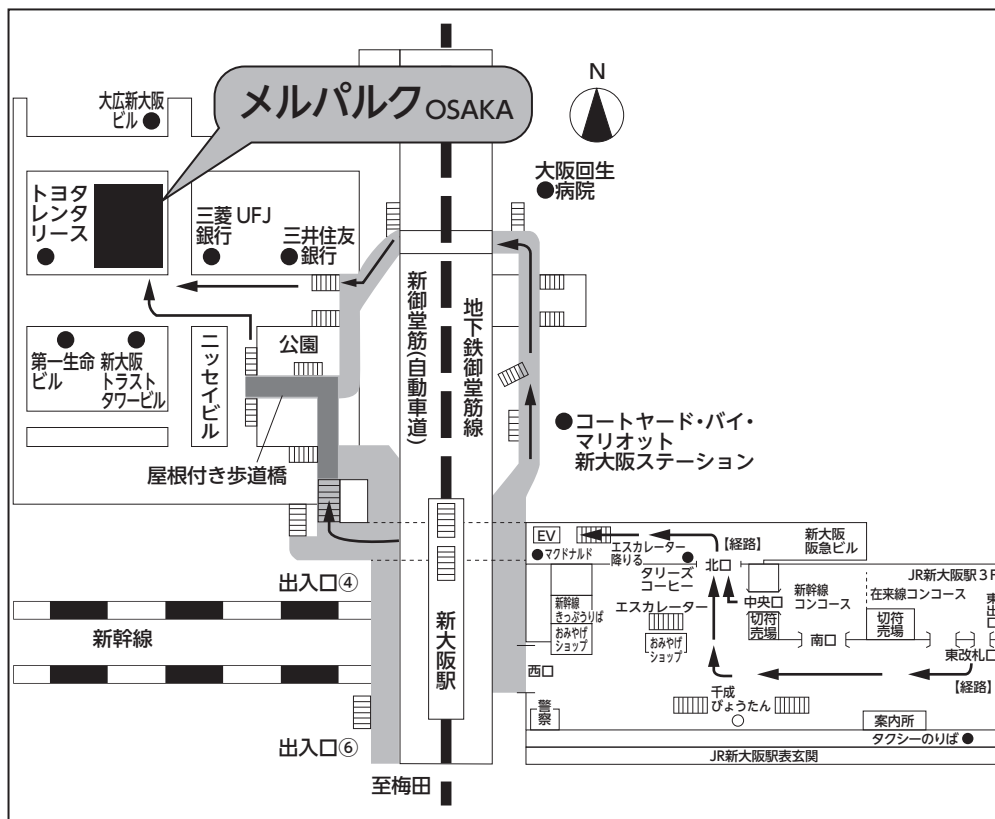 大広新大阪
ビル
メルパルク OSAKA
N
大阪回生
病院
トヨタ
レンタ
リース
三菱 UFJ
銀行
三井住友
銀行
新御堂筋(自動車道)
地下鉄御堂筋線
公園
ニッセイビル
第一生命
ビル
新大阪
トラスト
タワービル
コートヤード・バイ・
マリオット
新大阪ステーション
屋根付き歩道橋
EV
マクドナルド
エスカレーター
降りる
タリーズ
コーヒー
【経路】
北口
新大阪
阪急ビル
JR新大阪駅3F
出入口④
新幹線
きっぷうりば
おみやげ
ショップ
エスカレーター
おみやげ
ショップ
中央口
切符
売場
新幹線
コンコース
在来線コンコース
切符
売場
南口
東出口
東改札口
【経路】
新幹線
新大阪駅
西口
警察
千成
びょうたん
案内所
タクシーのりば
JR新大阪駅表玄関
出入口⑥
至梅田